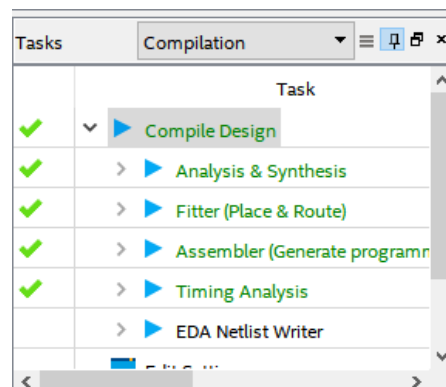 Tasks Compilation
Task
Compile Design
Analysis & Synthesis
Fitter (Place & Route)
Assembler (Generate programm
Timing Analysis
EDA Netlist Writer